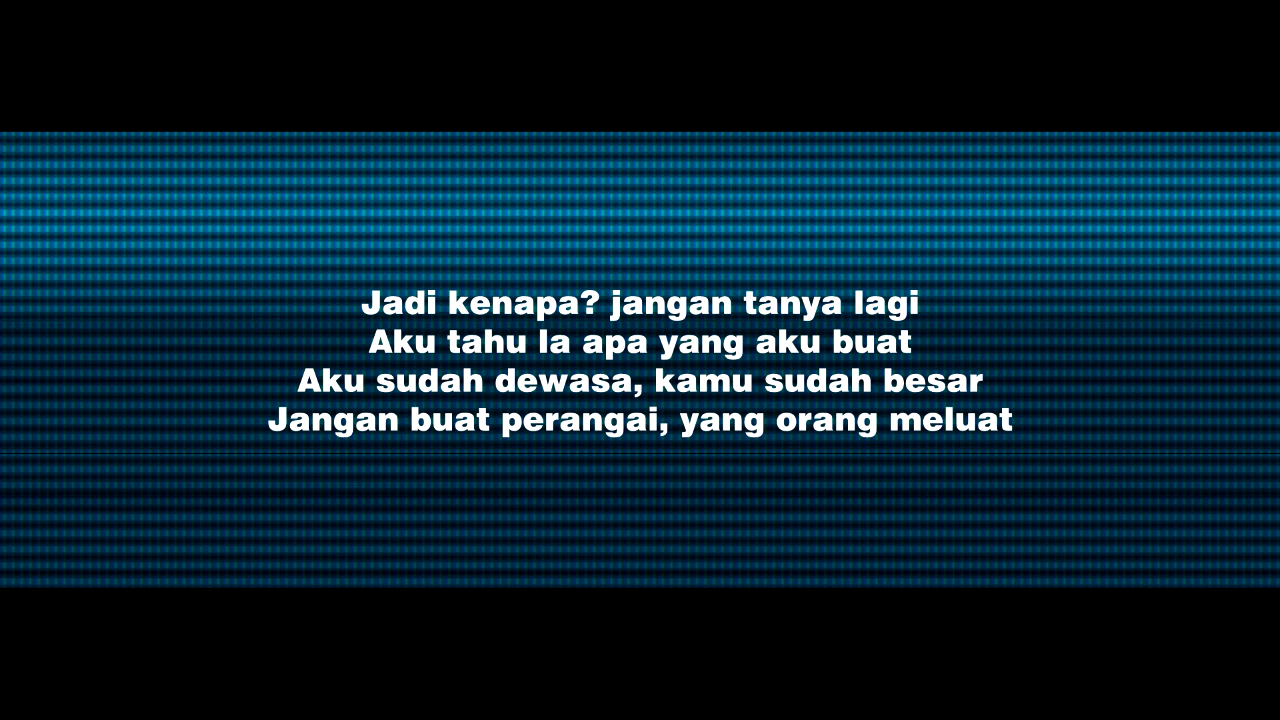 Jadi kenapa? jangan tanya lagi
Aku tahu la apa yang aku buat
Aku sudah dewasa, kamu sudah besar
Jangan buat perangai, yang orang meluat